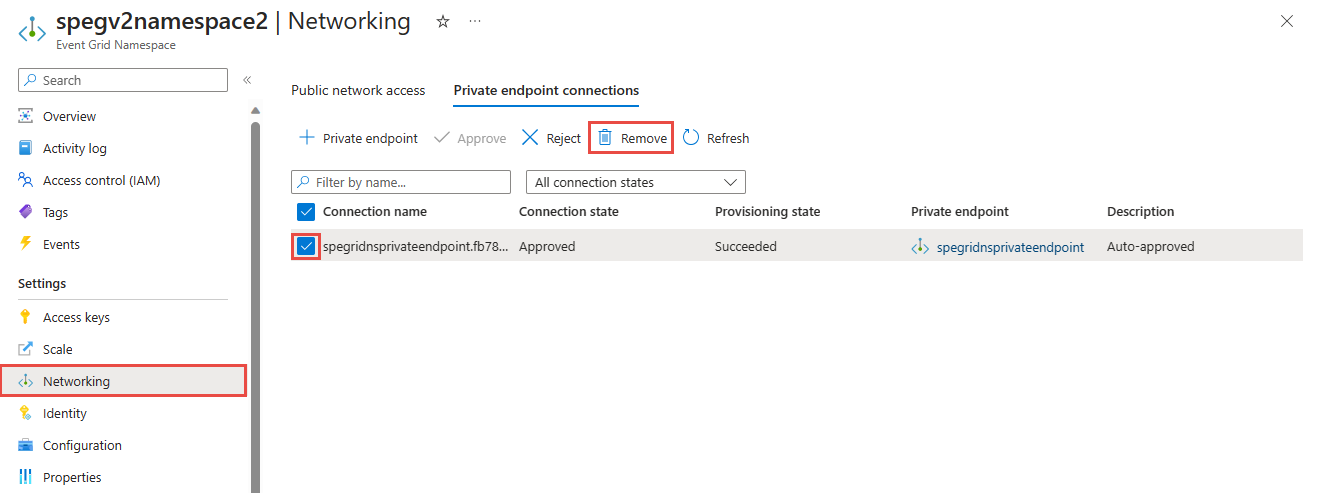 spegv2namespace2 | Networking
Event Grid Namespace
Search
Overview
Activity log
Access control (IAM)
Tags
Events
Settings
Access keys
Scale
Networking
Identity
Configuration
Properties
Public network access Private endpoint connections
Private endpoint Approve Reject Remove Refresh
Filter by name... All connection states
Connection name Connection state Provisioning state Private endpoint Description
spegridnsprivateendpoint.fb78... Approved Succeeded spegridnsprivateendpoint Auto-approved